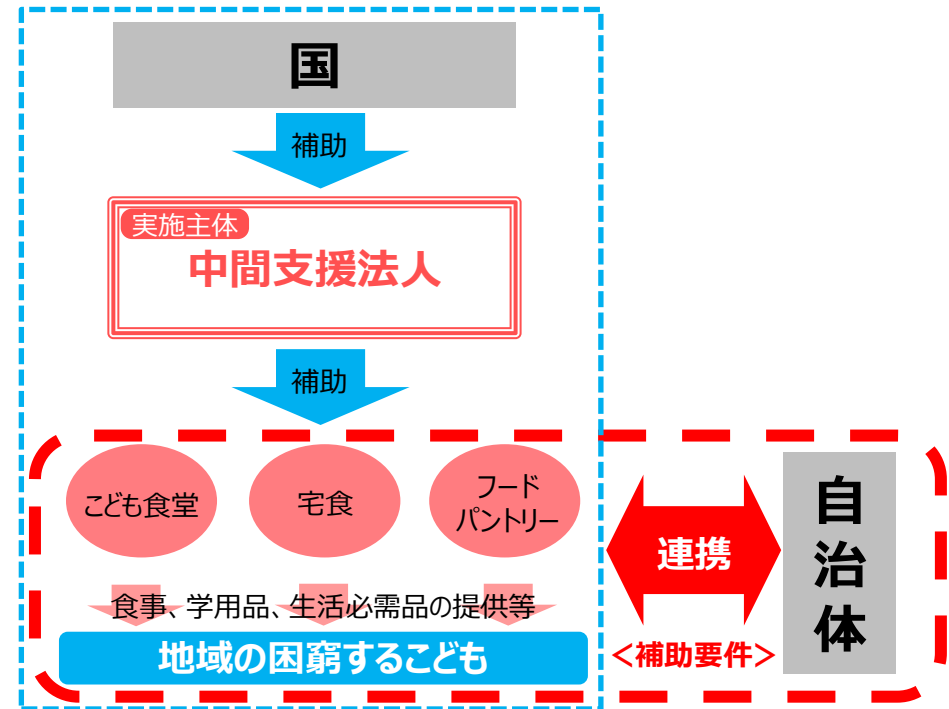 国
補助
実施主体
中間支援法人
補助
こども食堂
宅食
フード
パントリー
連携
自
治
体
食事、学用品、生活必需品の提供等
地域の困窮するこども
<補助要件>